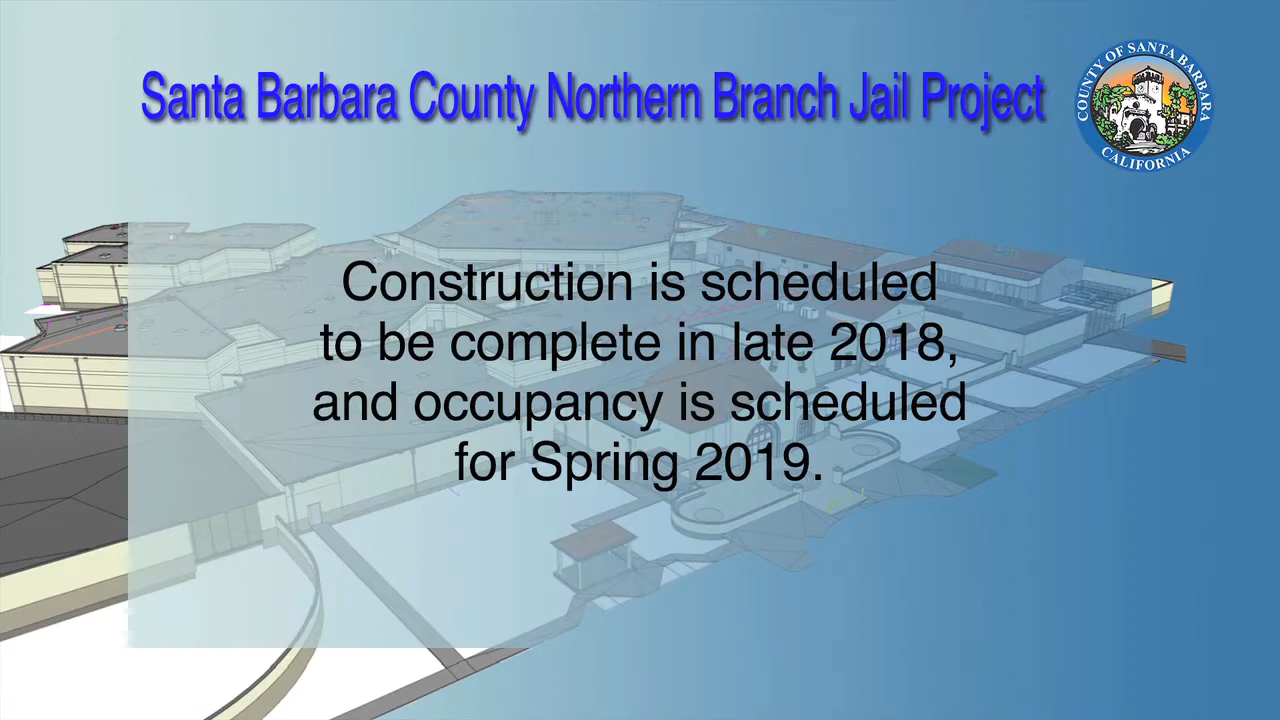 Santa Barbara County Northern Branch Jail Project
COUNTY OF SANTA BARBARA
CALIFORNIA
Construction is scheduled
to be complete in late 2018,
and occupancy is scheduled
for Spring 2019.